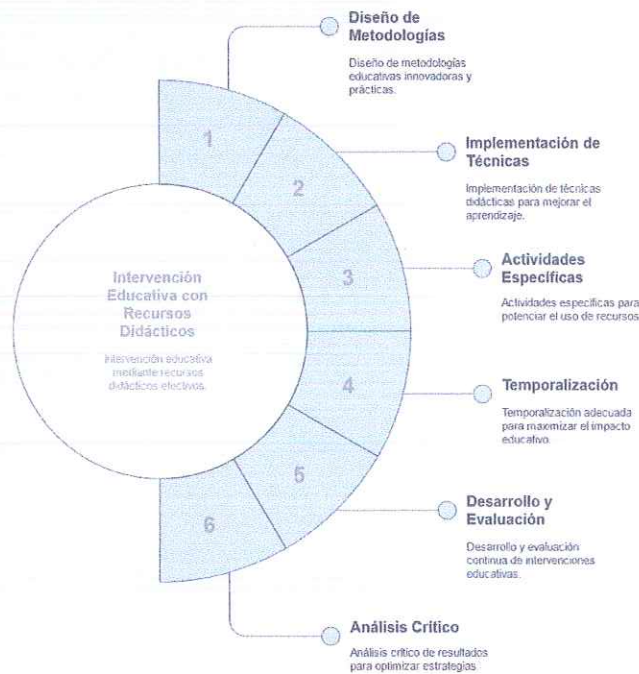 Diseño de
Metodologías
Diseño de metodologías
educativas innovadoras y
prácticas.
1
Implementación de
Técnicas
Implementación de técnicas
didácticas para mejorar el
aprendizaje.
2
Actividades
Específicas
Actividades específicas para
potenciar el uso de recursos
3
Intervención
Educativa con
Recursos
Didácticos
Intervención educativa
mediante recursos
didácticos efectivos.
4
Temporalización
Temporalización adecuada
para maximizar el impacto
educativo.
5
Desarrollo y
Evaluación
Desarrollo y evaluación
continua de intervenciones
educativas.
6
Análisis Crítico
Análisis crítico de resultados
para optimizar estrategias